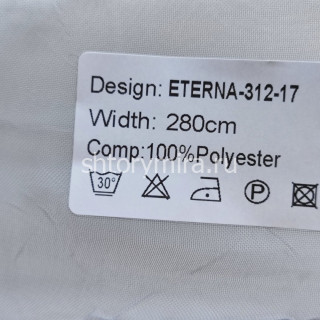 Design: ETERNA-312-17
Width: 280cm
Comp:100%Polyester
shtorymira.ru
30° P